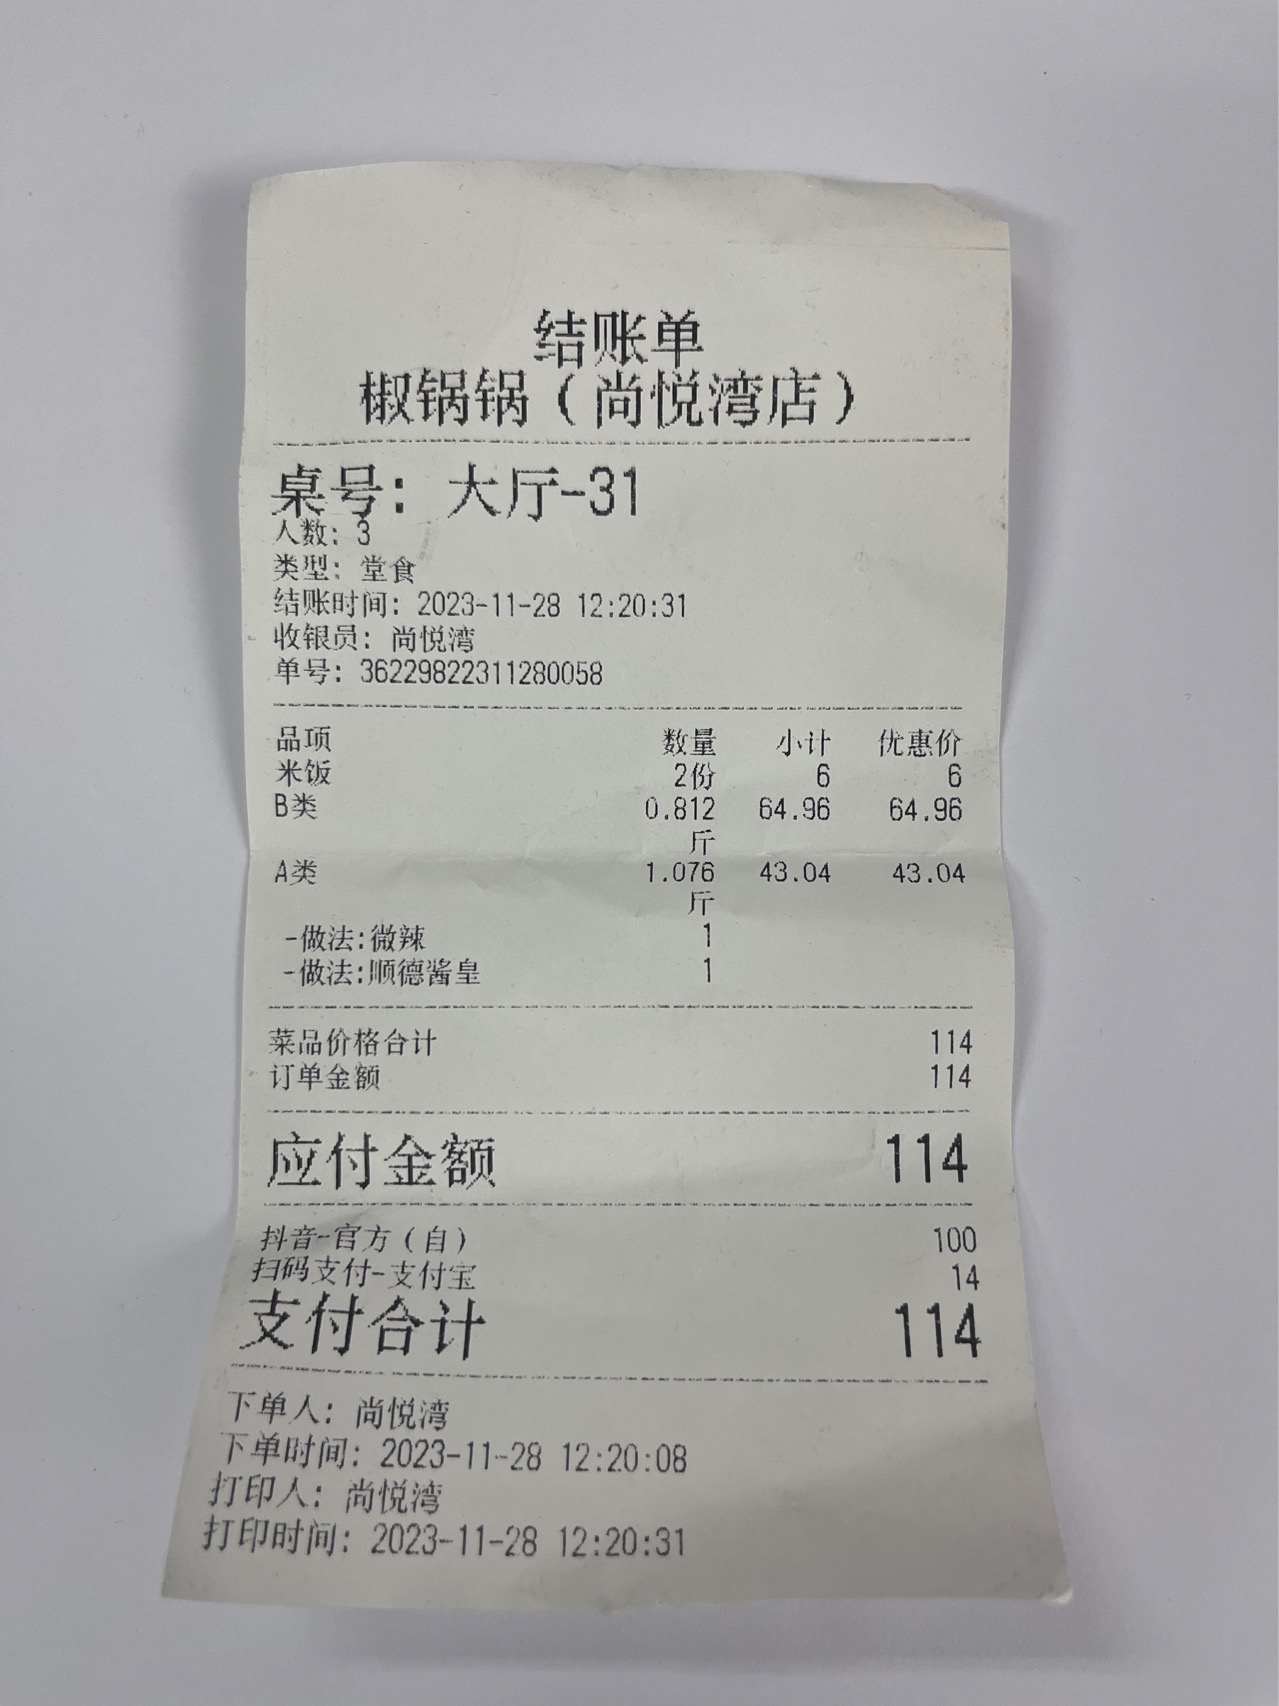 结账单
椒锅锅（尚悦湾店）
桌号： 大厅-31
人数：3
类型：堂食
结账时间：2023-11-28 12:20:31
收银员：尚悦湾
单号：36229822311280058
品项 数量 小计 优惠价
米饭 2份 6 6
B类 0.812 64.96 64.96
斤
A类 1.076 43.04 43.04
斤
-做法:微辣 1
-做法:顺德酱皇 1
菜品价格合计 114
订单金额 114
应付金额 114
抖音-官方（自） 100
扫码支付-支付宝 14
支付合计 114
下单人：尚悦湾
下单时间：2023-11-28 12:20:08
打印人：尚悦湾
打印时间：2023-11-28 12:20:31